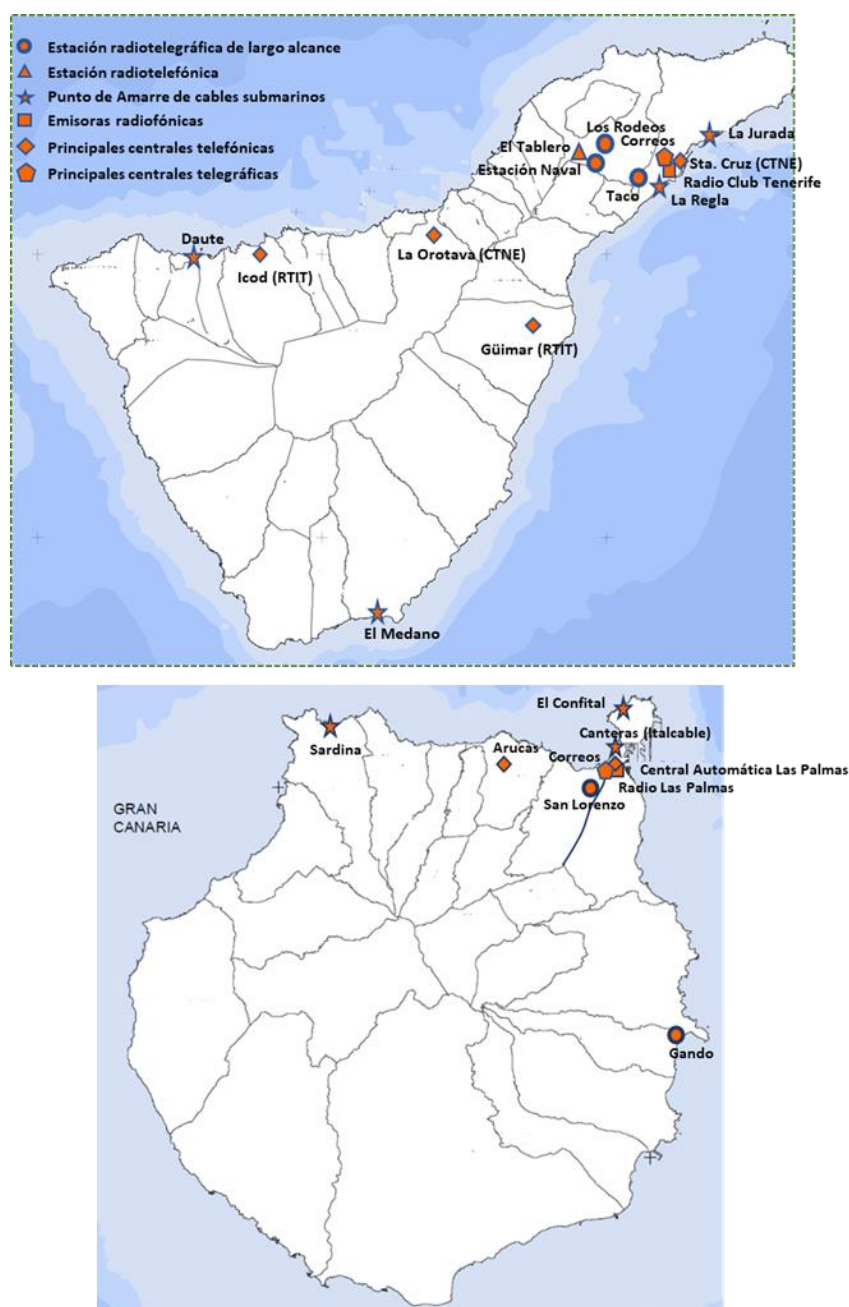 Estación radiotelegráfica de largo alcance
Estación radiotelefónica
Punto de Amarre de cables submarinos
Emisoras radiofónicas
Principales centrales telefónicas
Principales centrales telegráficas
Los Rodeos
Correos
La Jurada
El Tablero
Estación Naval
Sta. Cruz (CTNE)
Radio Club Tenerife
Taco
La Regla
Daute
Icod (RTIT)
La Orotava (CTNE)
Güimar (RTIT)
El Medano
El Confital
Canteras (Italcable)
Sardina
Arucas
Correos
Central Automática Las Palmas
Radio Las Palmas
San Lorenzo
GRAN
CANARIA
Gando